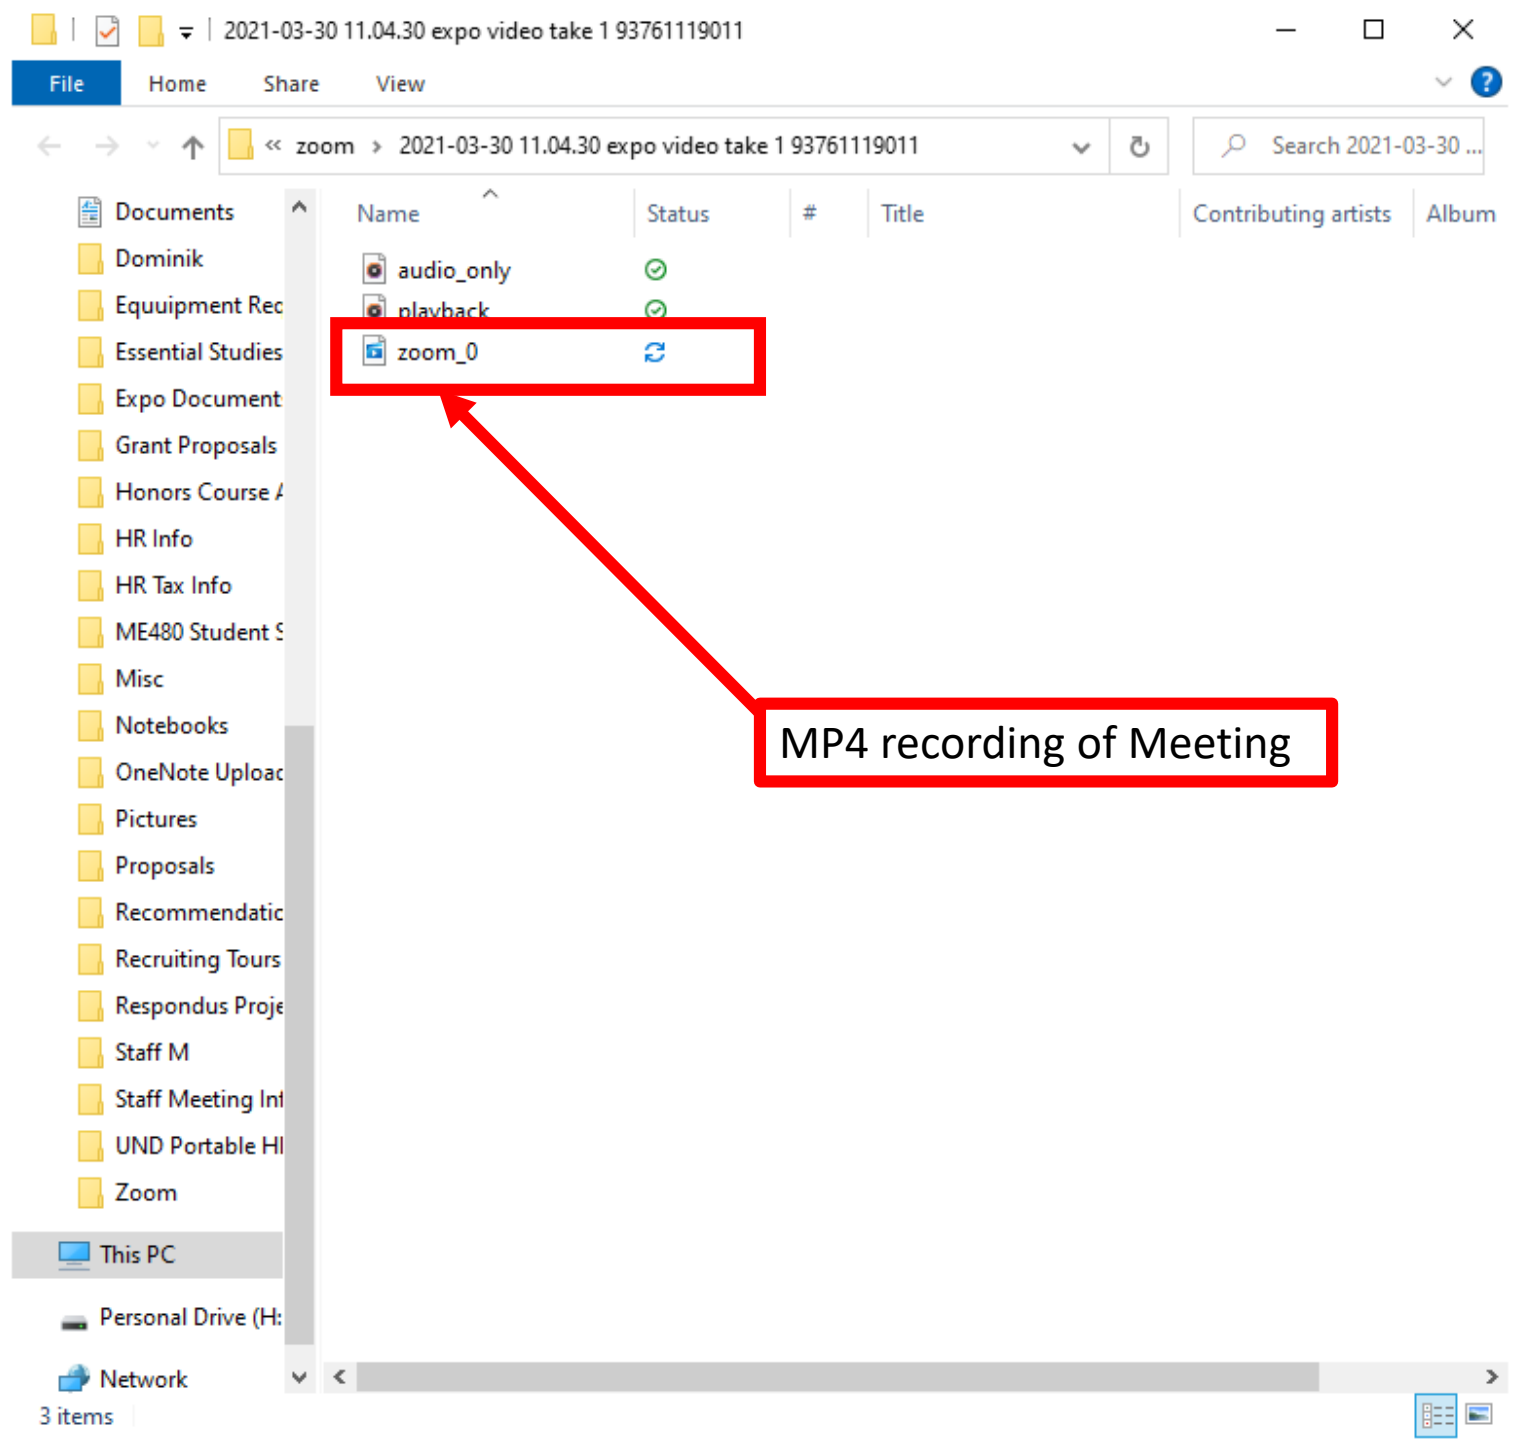 2021-03-30 11.04.30 expo video take 1 93761119011
File Home Share View
« zoom > 2021-03-30 11.04.30 expo video take 1 93761119011
Search 2021-03-30 ...
Name Status # Title Contributing artists Album
audio_only
playback
zoom_0
MP4 recording of Meeting
Documents
Dominik
Equuipment Rec
Essential Studies
Expo Document
Grant Proposals
Honors Course A
HR Info
HR Tax Info
ME480 Student S
Misc
Notebooks
OneNote Upload
Pictures
Proposals
Recommendatic
Recruiting Tours
Respondus Proje
Staff M
Staff Meeting Inf
UND Portable HI
Zoom
This PC
Personal Drive (H:
Network
3 items